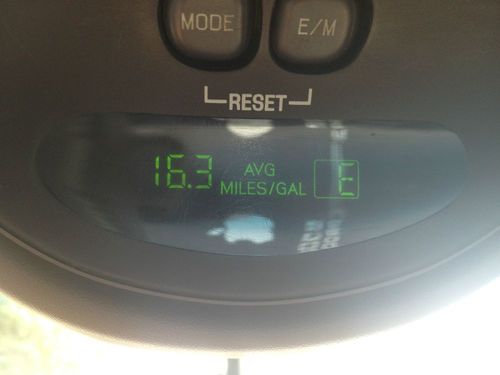 MODE E/M
RESET
16.3 AVG E
MILES/GAL